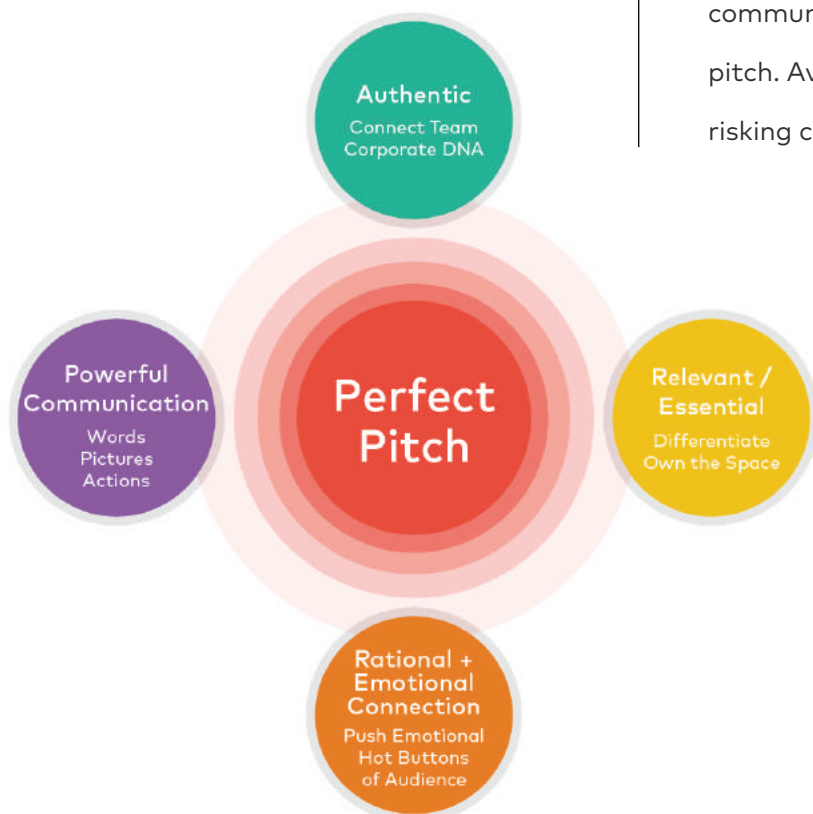 pitch. Av
risking c
Authentic
Connect Team
Corporate DNA
Powerful
Communication
Words
Pictures
Actions
Perfect
Pitch
Relevant /
Essential
Differentiate
Own the Space
Rational +
Emotional
Connection
Push Emotional
Hot Buttons
of Audience